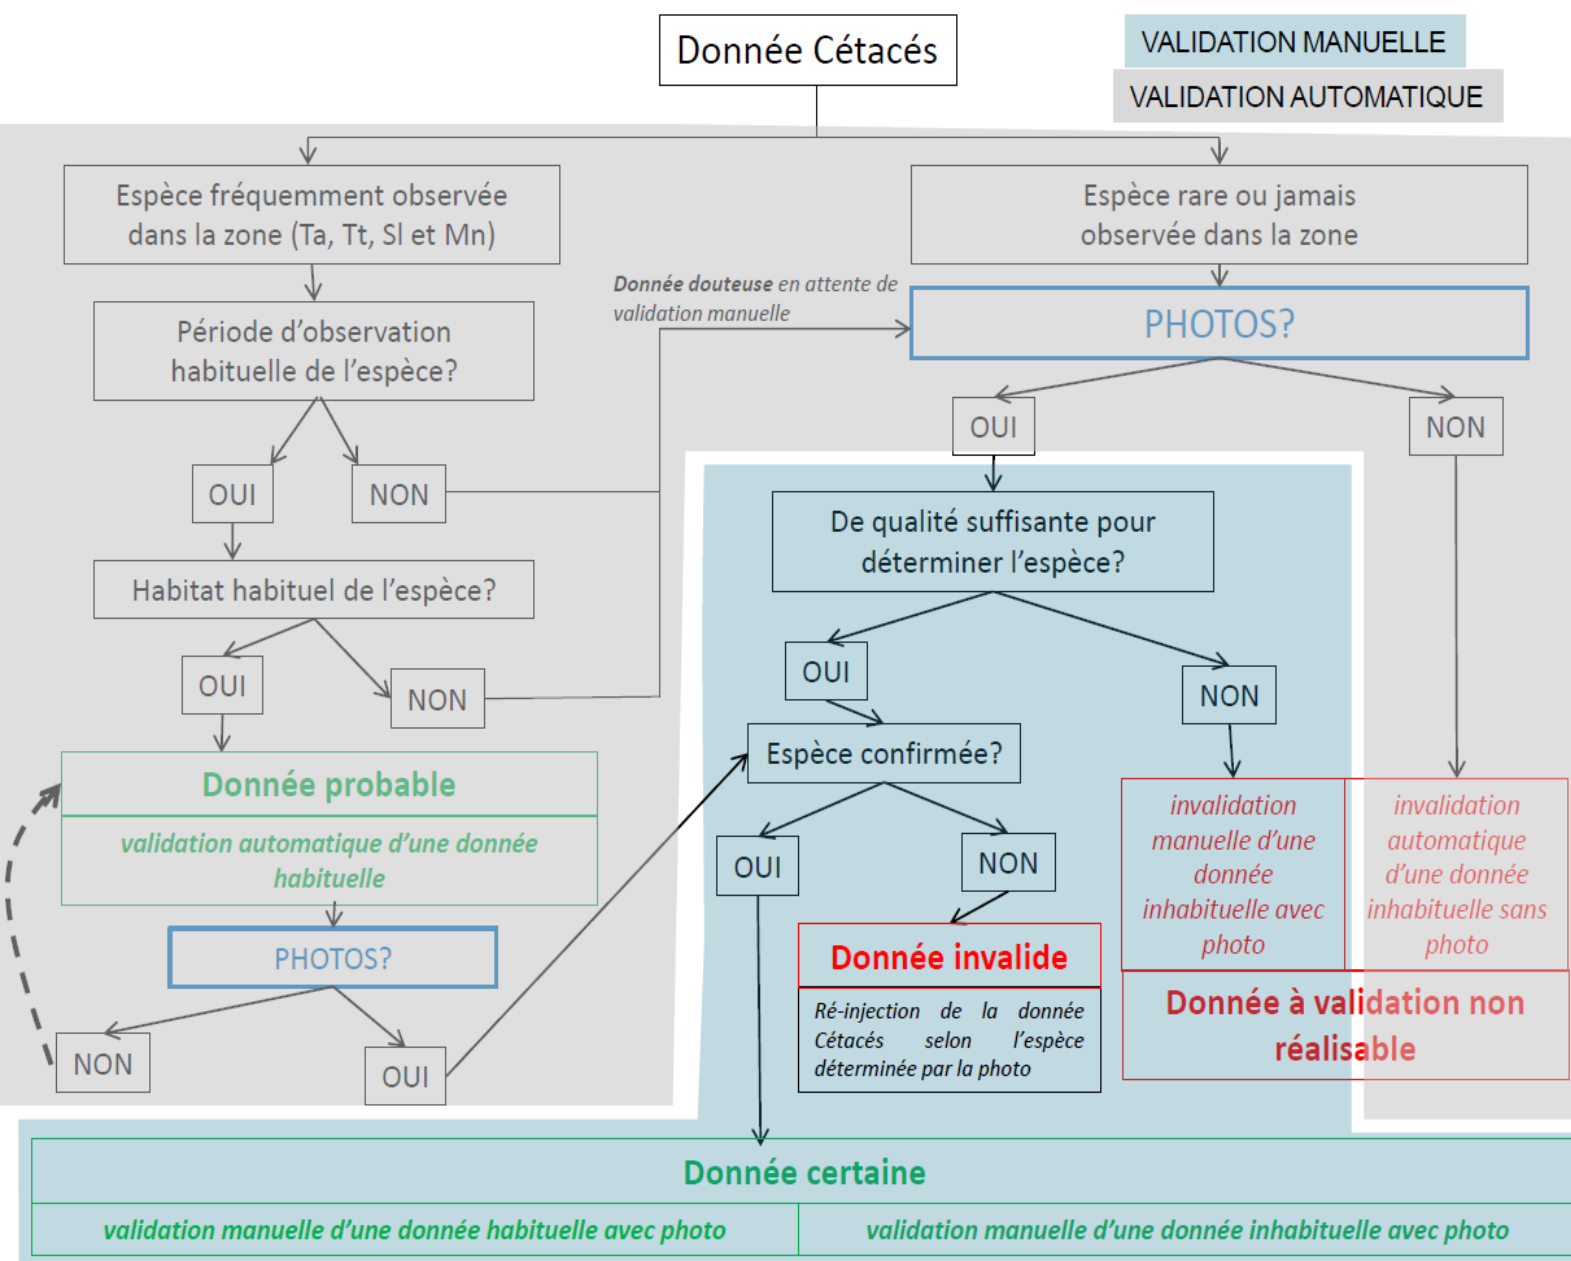 Donnée Cétacés
VALIDATION MANUELLE
VALIDATION AUTOMATIQUE
Espèce fréquemment observée
dans la zone (Ta, Tt, Sl et Mn)
Espèce rare ou jamais
observée dans la zone
Période d’observation
habituelle de l’espèce?
Donnée douteuse en attente de
validation manuelle
PHOTOS?
OUI
NON
OUI
NON
De qualité suffisante pour
déterminer l’espèce?
Habitat habituel de l’espèce?
OUI
NON
OUI
NON
Espèce confirmée?
Donnée probable
validation automatique d’une donnée
habituelle
OUI
NON
invalidation
manuelle d’une
donnée
inhabituelle avec
photo
invalidation
automatique
d’une donnée
inhabituelle sans
photo
PHOTOS?
NON
OUI
Donnée invalide
Ré-injection de la donnée
Cétacés selon l’espèce
déterminée par la photo
Donnée à validation non
réalisable
Donnée certaine
validation manuelle d’une donnée habituelle avec photo
validation manuelle d’une donnée inhabituelle avec photo